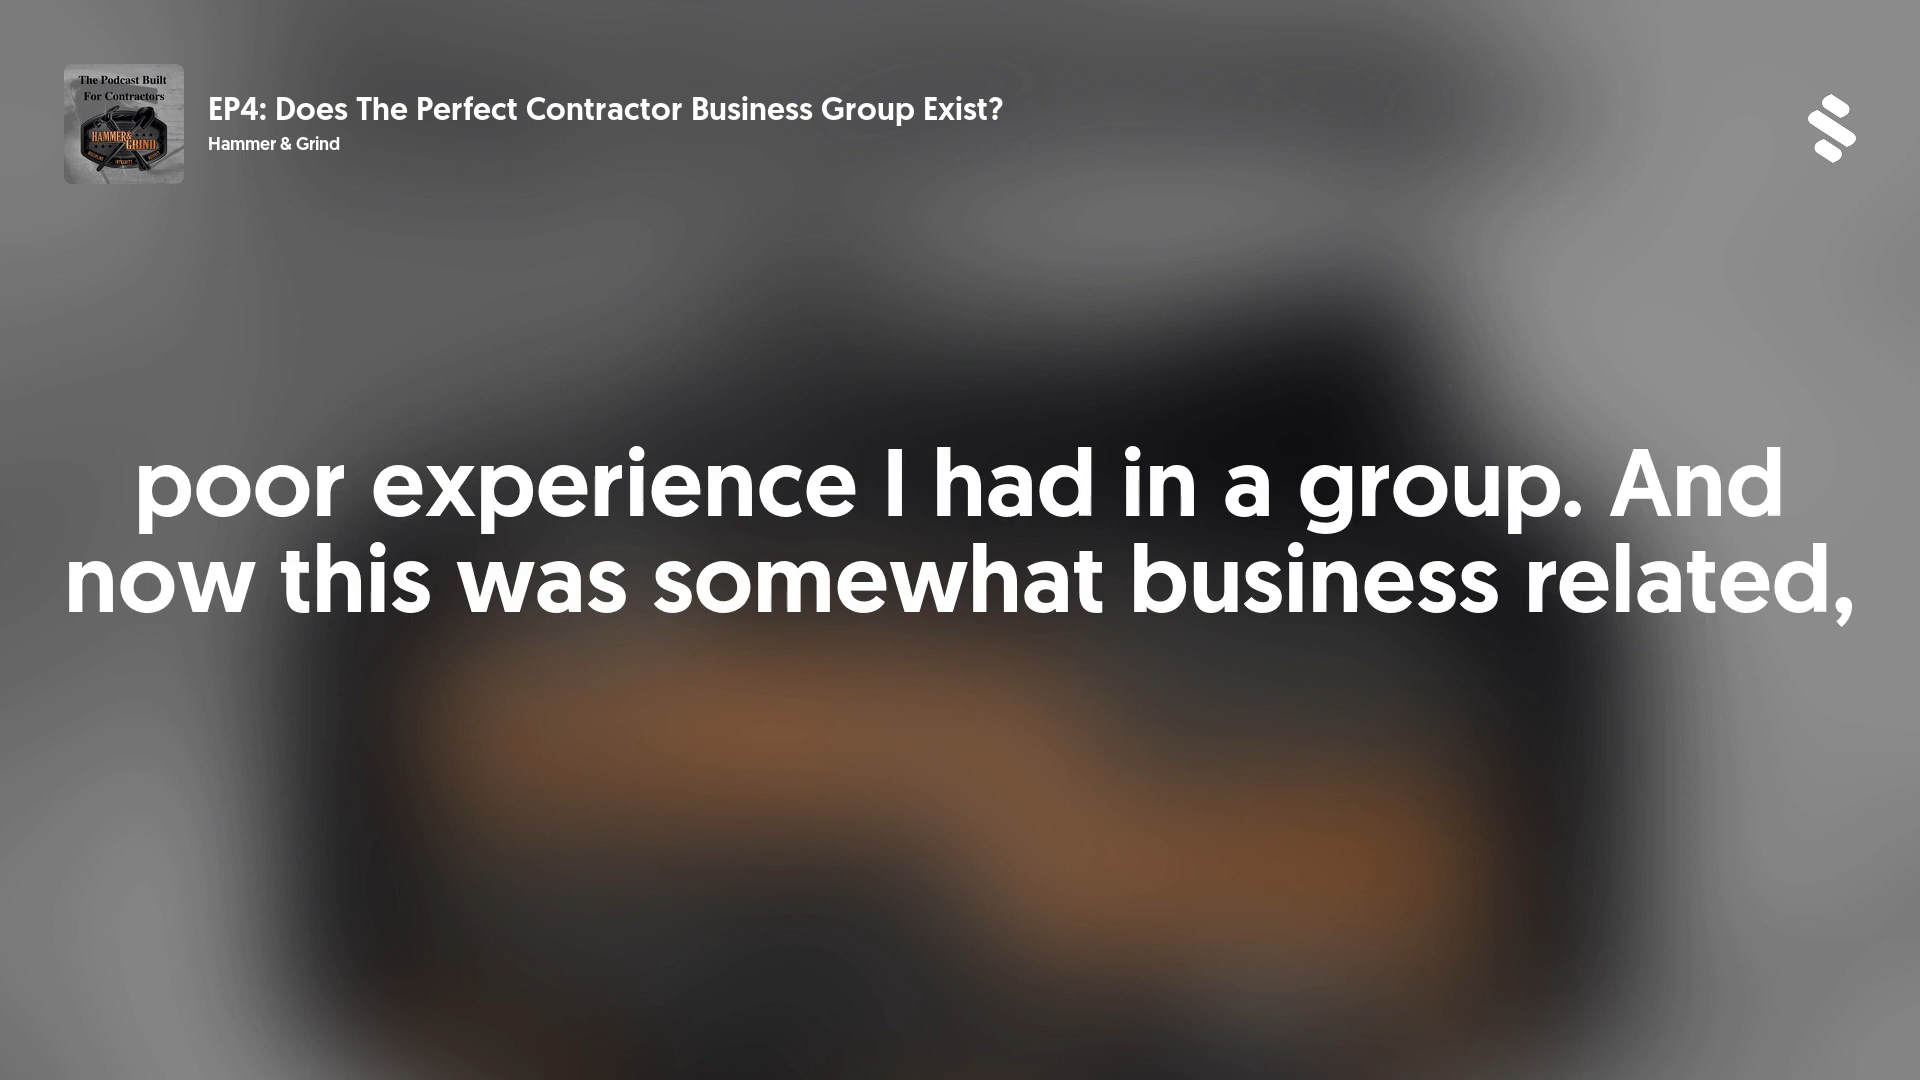 The Podcast Built
For Contractors
HAMMER&
GRIND
EP4: Does The Perfect Contractor Business Group Exist?
Hammer & Grind
poor experience I had in a group. And
now this was somewhat business related,